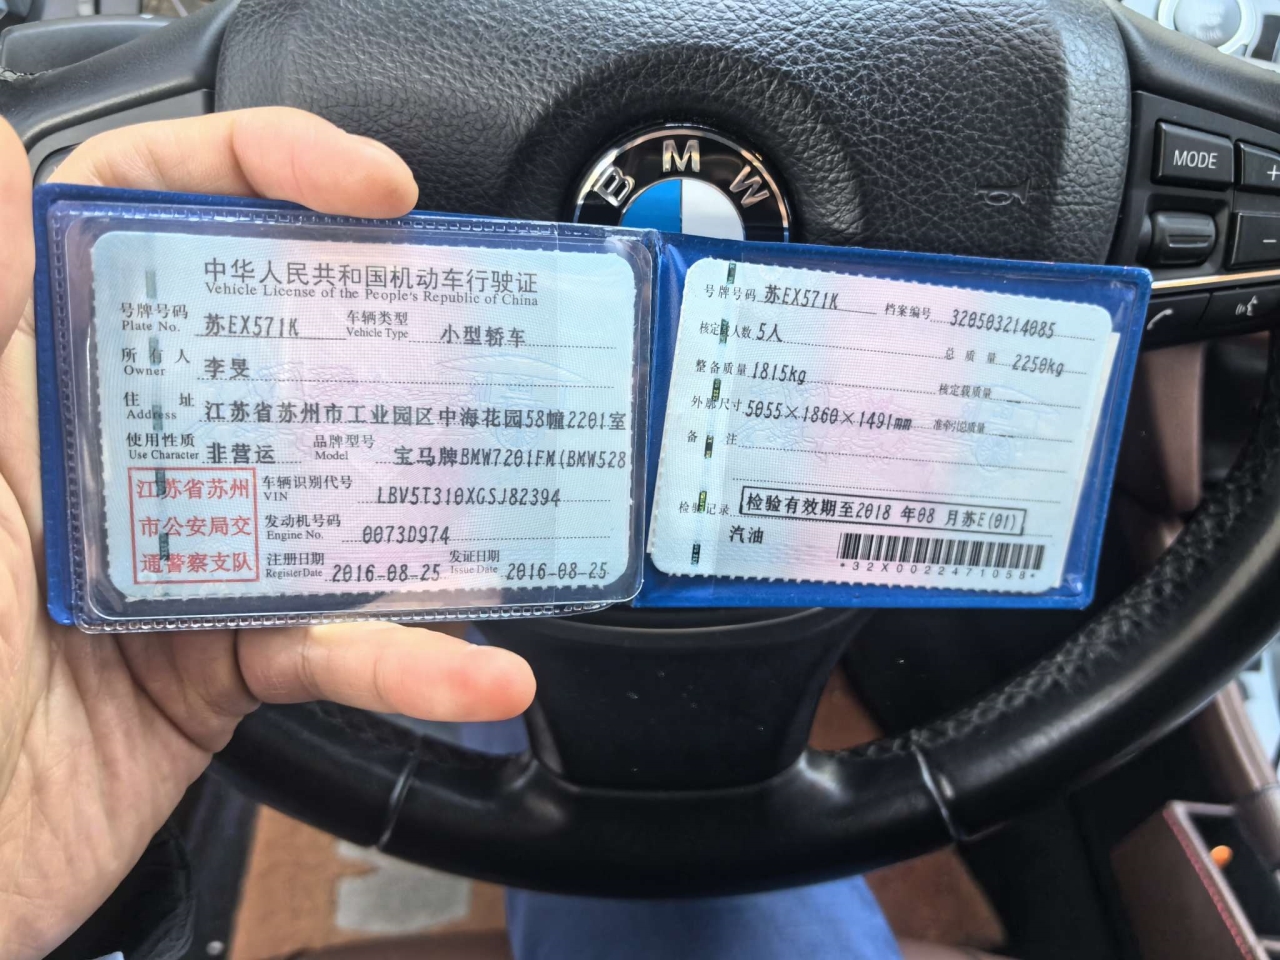 BMW
MODE
+
−
中华人民共和国机动车行驶证
Vehicle License of the People's Republic of China
号牌号码 苏EX571K 车辆类型 小型轿车
Plate No. Vehicle Type
所有人 李旻
Owner
住址 江苏省苏州市工业园区中海花园58幢2201室
Address
使用性质 非营运 品牌型号 宝马牌BMW7201FM(BMW528
Use Character Model
江苏省苏州
市公安局交
通警察支队
车辆识别代号 LBV5T310XGSJ82394
VIN
发动机号码 0073D974
Engine No.
注册日期 2016-08-25 发证日期 2016-08-25
Register Date Issue Date
号牌号码 苏EX571K 档案编号 320503214085
核定载人数 5人 总质量 2250kg
整备质量 1815kg 核定载质量
外廓尺寸 5055×1860×1491mm 准牵引总质量
备注
检验记录 检验有效期至2018 年08 月苏E(01)
汽油
*32X0022471058*